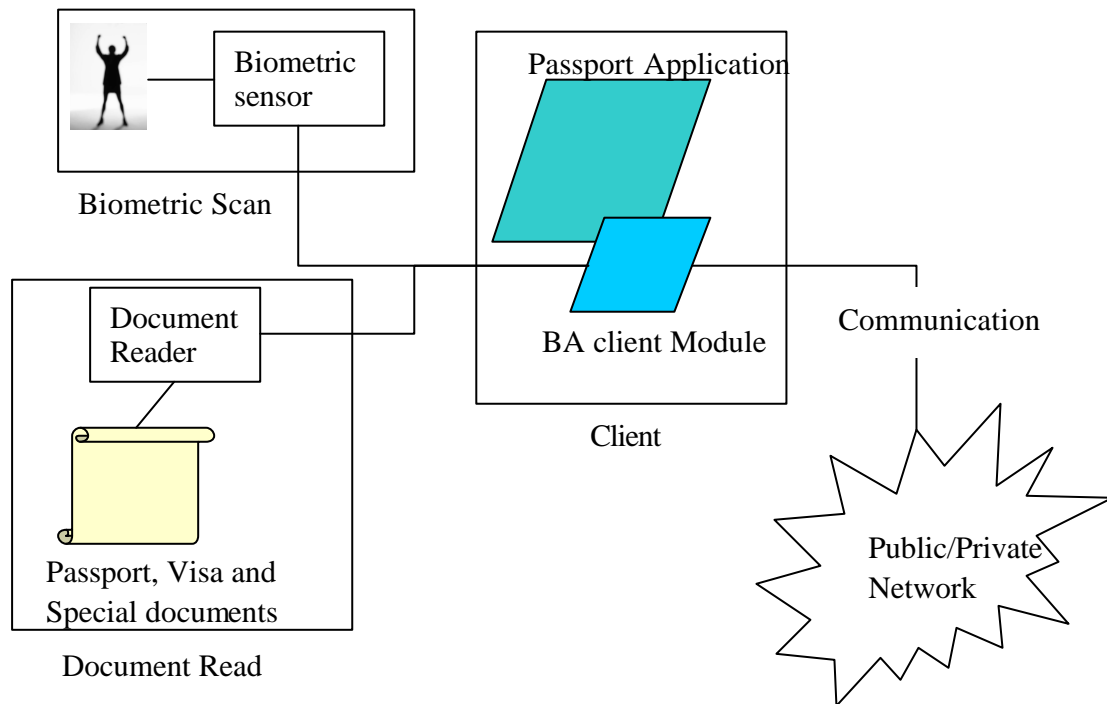 Biometric
sensor
Biometric Scan
Passport Application
BA client Module
Client
Document
Reader
Passport, Visa and
Special documents
Document Read
Communication
Public/Private
Network